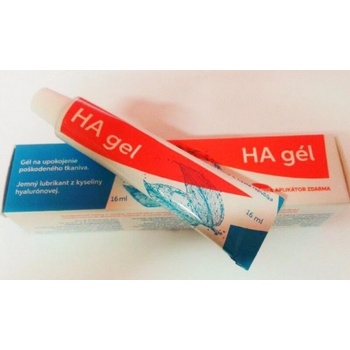 HA gel
HA gél
Gél na upokojenie
poškodeného tkaniva.
Jemný lubrikant z kyseliny
hyalurónovej.
APLIKÁTOR ZDARMA
16 ml
16 ml